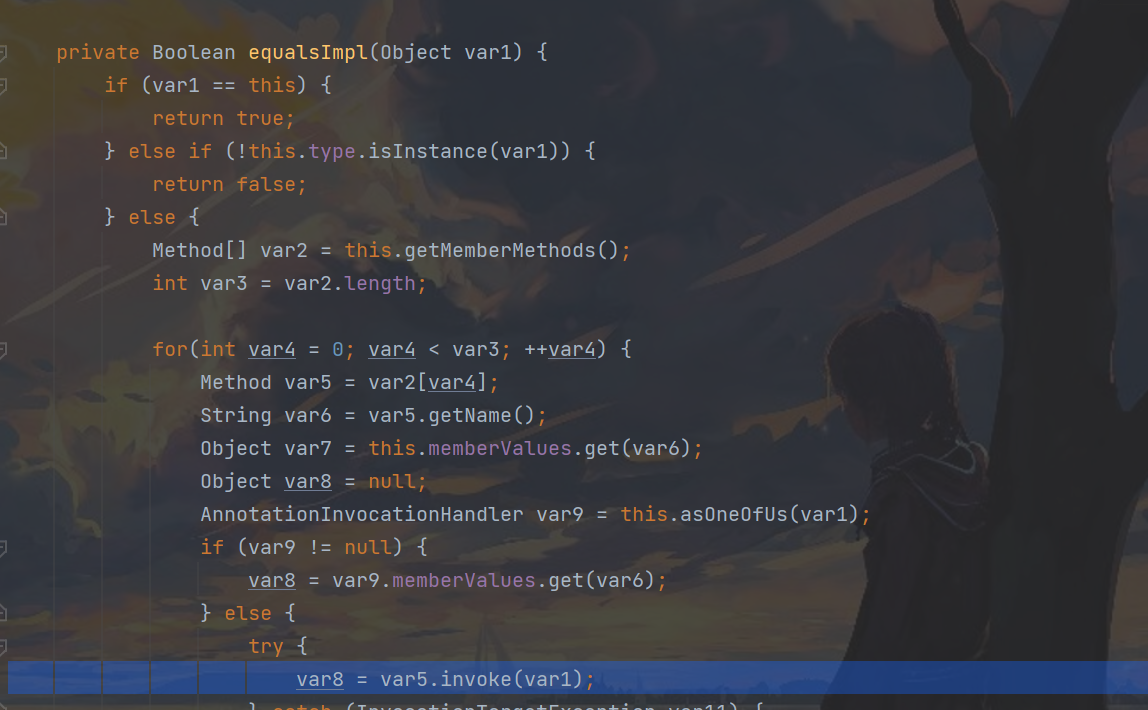 private Boolean equalsImpl(Object var1) {
if (var1 == this) {
return true;
} else if (!this.type.isInstance(var1)) {
return false;
} else {
Method[] var2 = this.getMemberMethods();
int var3 = var2.length;
for(int var4 = 0; var4 < var3; ++var4) {
Method var5 = var2[var4];
String var6 = var5.getName();
Object var7 = this.memberValues.get(var6);
Object var8 = null;
AnnotationInvocationHandler var9 = this.asOneOfUs(var1);
if (var9 != null) {
var8 = var9.memberValues.get(var6);
} else {
try {
var8 = var5.invoke(var1);
} catch (InvocationTargetException var11) {